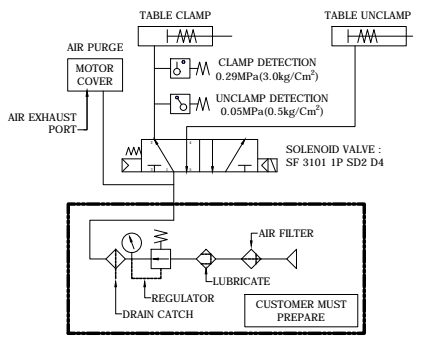 TABLE CLAMP
TABLE UNCLAMP
AIR PURGE
MOTOR
COVER
CLAMP DETECTION
0.29MPa(3.0kg/Cm²)
UNCLAMP DETECTION
0.05MPa(0.5kg/Cm²)
AIR EXHAUST
PORT
SOLENOID VALVE :
SF 3101 1P SD2 D4
AIR FILTER
LUBRICATE
REGULATOR
DRAIN CATCH
CUSTOMER MUST
PREPARE